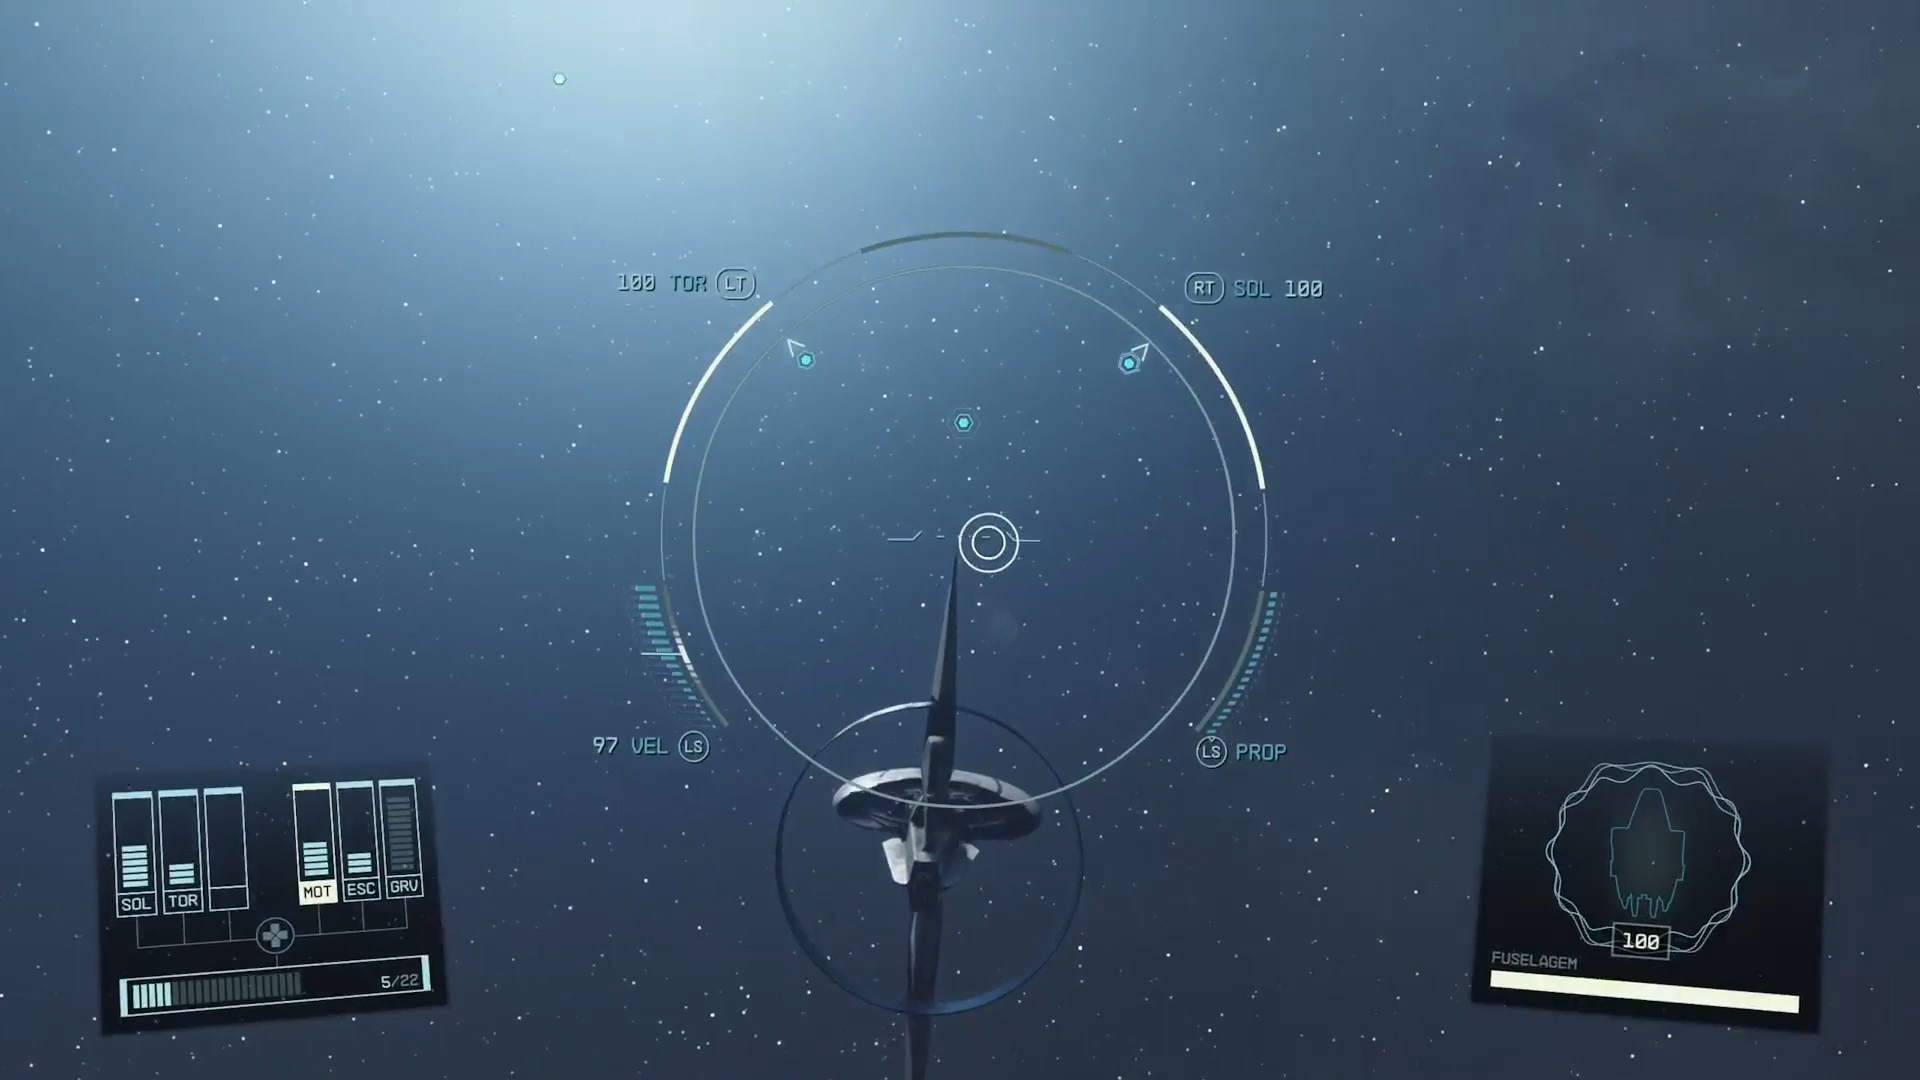 100 TOR LT
RT SOL 100
97 VEL LS
LS PROP
SOL TOR MOT ESC GRV
5/22
100
FUSELAGEM